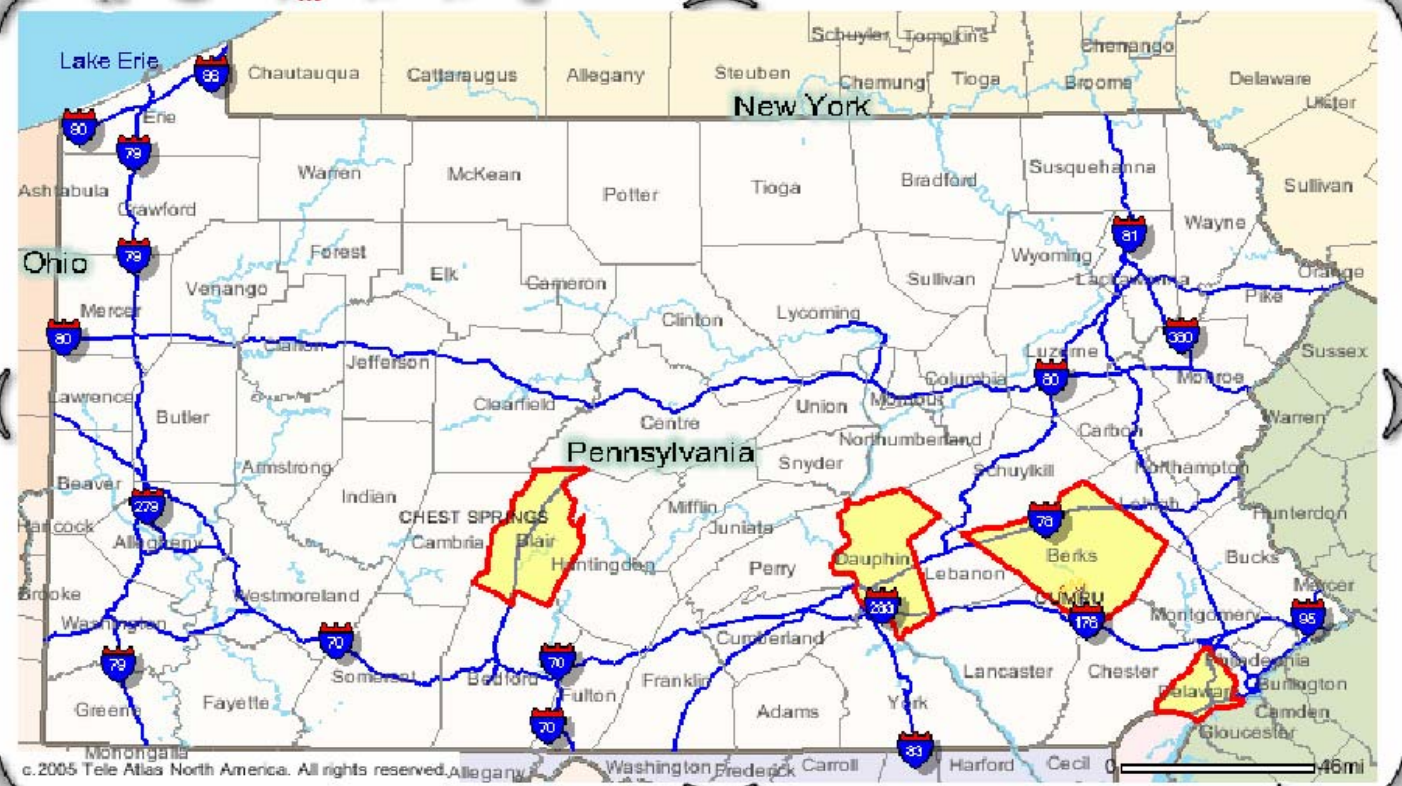 Schuyler Tompkins Chenango
Lake Erie
Chautauqua Cattaraugus Allegany Steuben Chemung Tioga Broome Delaware
86
New York
Ulster
90
Erie
79
Warren McKean Potter Tioga Bradford Susquehanna
Ashtabula
Crawford
Sullivan
Wayne
81
Ohio
79
Forest
Elk
Cameron
Sullivan
Wyoming
Lackawanna
Orange
Venango
Pike
Mercer
Clinton
Lycoming
80
380
Clarion
Jefferson
Luzerne
Sussex
80
Columbia
Monroe
Lawrence
Butler
Clearfield
Centre
Union
Montour
Warren
Pennsylvania
Northumberland
Carbon
Snyder
Schuylkill
Northampton
Armstrong
Beaver
Indian
279
Mifflin
Lehigh
CHEST SPRINGS
Hancock
Juniata
78
Hunterdon
Allegheny
Cambria
Blair
Huntingdon
Perry
Dauphin
Lebanon
Berks
Bucks
Mercer
Brooke
Westmoreland
CUMRU
283
176
Montgomery
95
Washington
70
Cumberland
79
70
Somerset
Bedford
Fulton
Franklin
Lancaster
Chester
Philadelphia
Delaware
Burlington
Greene
Fayette
Adams
York
Camden
70
83
Gloucester
Monongalia
c.2005 Tele Atlas North America. All rights reserved.
Allegany
Washington Frederick Carroll Harford Cecil
0 46mi